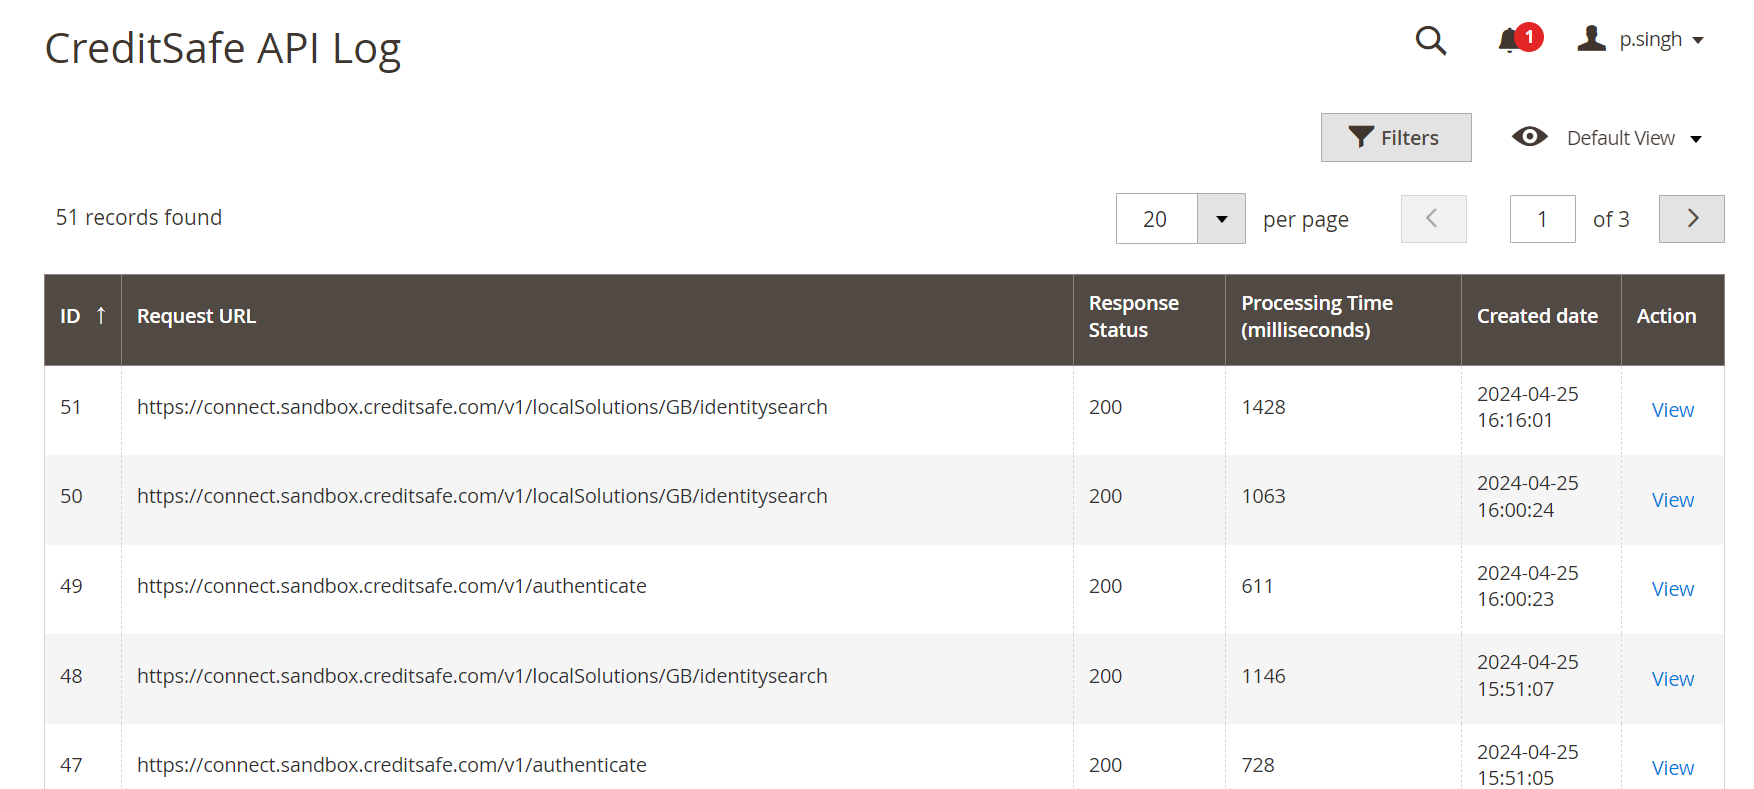 CreditSafe API Log
1
p.singh
Filters
Default View
51 records found
20
per page
1
of 3
ID ↑ Request URL Response Status Processing Time (milliseconds) Created date Action
51 https://connect.sandbox.creditsafe.com/v1/localSolutions/GB/identitysearch 200 1428 2024-04-25 16:16:01 View
50 https://connect.sandbox.creditsafe.com/v1/localSolutions/GB/identitysearch 200 1063 2024-04-25 16:00:24 View
49 https://connect.sandbox.creditsafe.com/v1/authenticate 200 611 2024-04-25 16:00:23 View
48 https://connect.sandbox.creditsafe.com/v1/localSolutions/GB/identitysearch 200 1146 2024-04-25 15:51:07 View
47 https://connect.sandbox.creditsafe.com/v1/authenticate 200 728 2024-04-25 15:51:05 View